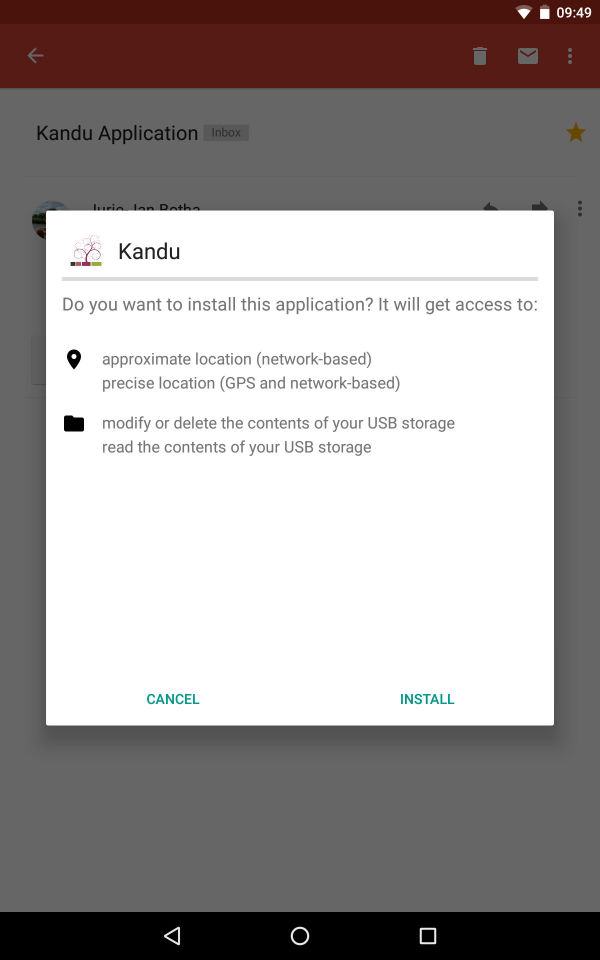 09:49
Kandu Application Inbox
Jurie-Jan Botha
Kandu
Do you want to install this application? It will get access to:
approximate location (network-based)
precise location (GPS and network-based)
modify or delete the contents of your USB storage
read the contents of your USB storage
CANCEL INSTALL